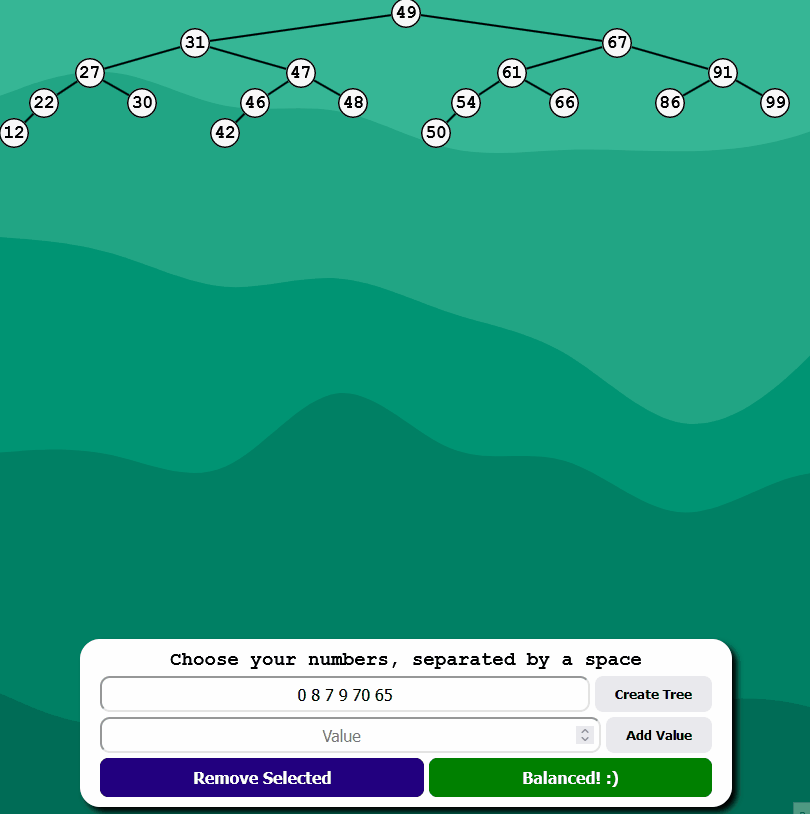 49
31 67
27 47 61 91
22 30 46 48 54 66 86 99
12 42 50
Choose your numbers, separated by a space
0 8 7 9 70 65 Create Tree
Value Add Value
Remove Selected Balanced! :)